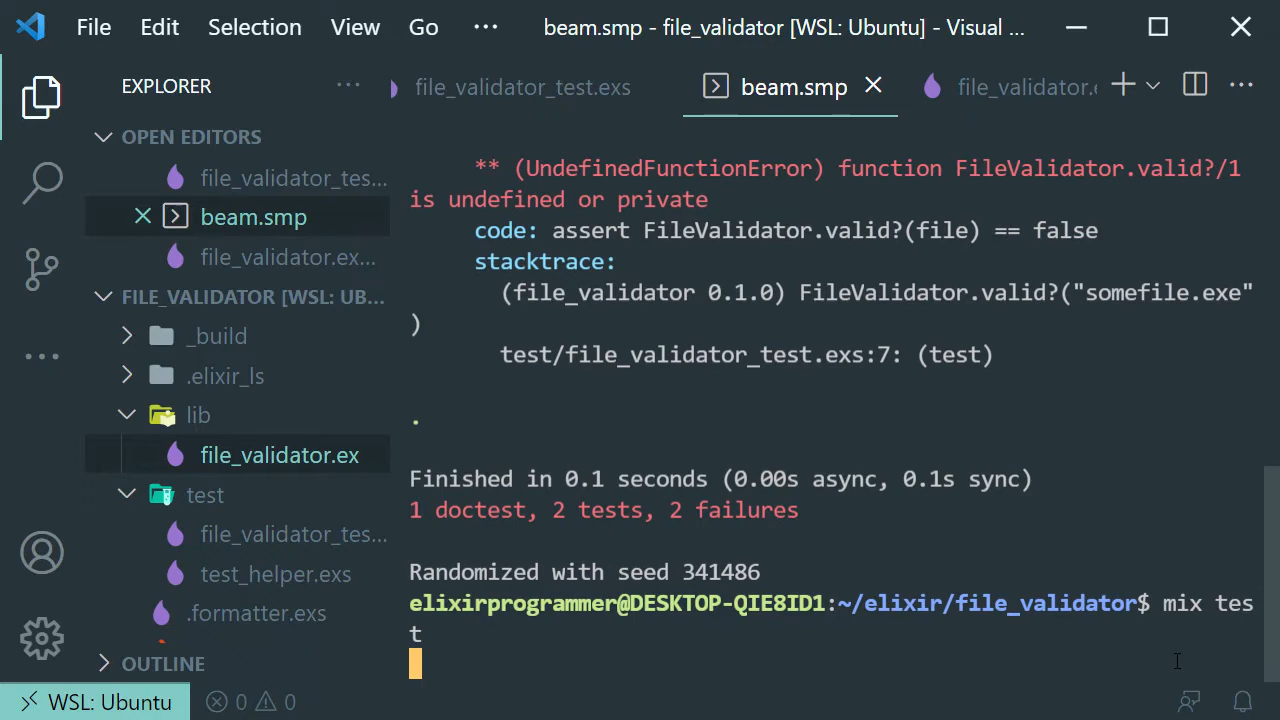 File Edit Selection View Go ··· beam.smp - file_validator [WSL: Ubuntu] - Visual ...
EXPLORER ···
file_validator_test.exs beam.smp file_validator.e
OPEN EDITORS
file_validator_tes...
beam.smp
file_validator.ex...
FILE_VALIDATOR [WSL: UB...
_build
.elixir_ls
lib
file_validator.ex
test
file_validator_tes...
test_helper.exs
.formatter.exs
OUTLINE
** (UndefinedFunctionError) function FileValidator.valid?/1
is undefined or private
code: assert FileValidator.valid?(file) == false
stacktrace:
(file_validator 0.1.0) FileValidator.valid?("somefile.exe"
)
test/file_validator_test.exs:7: (test)
.
Finished in 0.1 seconds (0.00s async, 0.1s sync)
1 doctest, 2 tests, 2 failures
Randomized with seed 341486
elixirprogrammer@DESKTOP-QIE8ID1:~/elixir/file_validator$ mix tes
t
WSL: Ubuntu 0 0